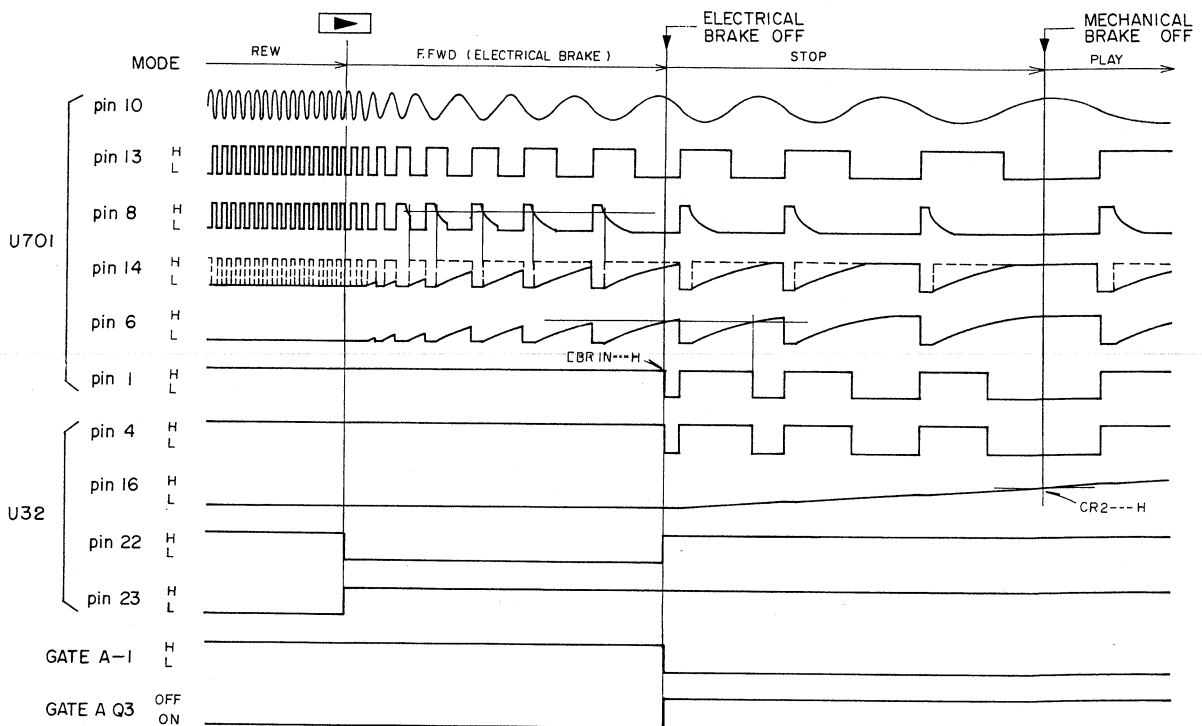 ELECTRICAL
BRAKE OFF
MECHANICAL
BRAKE OFF
MODE
REW
F.FWD (ELECTRICAL BRAKE)
STOP
PLAY
U701
pin 10
pin 13 H
L
pin 8 H
L
pin 14 H
L
pin 6 H
L
CBR IN---H
pin 1 H
L
U32
pin 4 H
L
pin 16 H
L
CR2---H
pin 22 H
L
pin 23 H
L
GATE A-1 H
L
GATE A Q3 OFF
ON